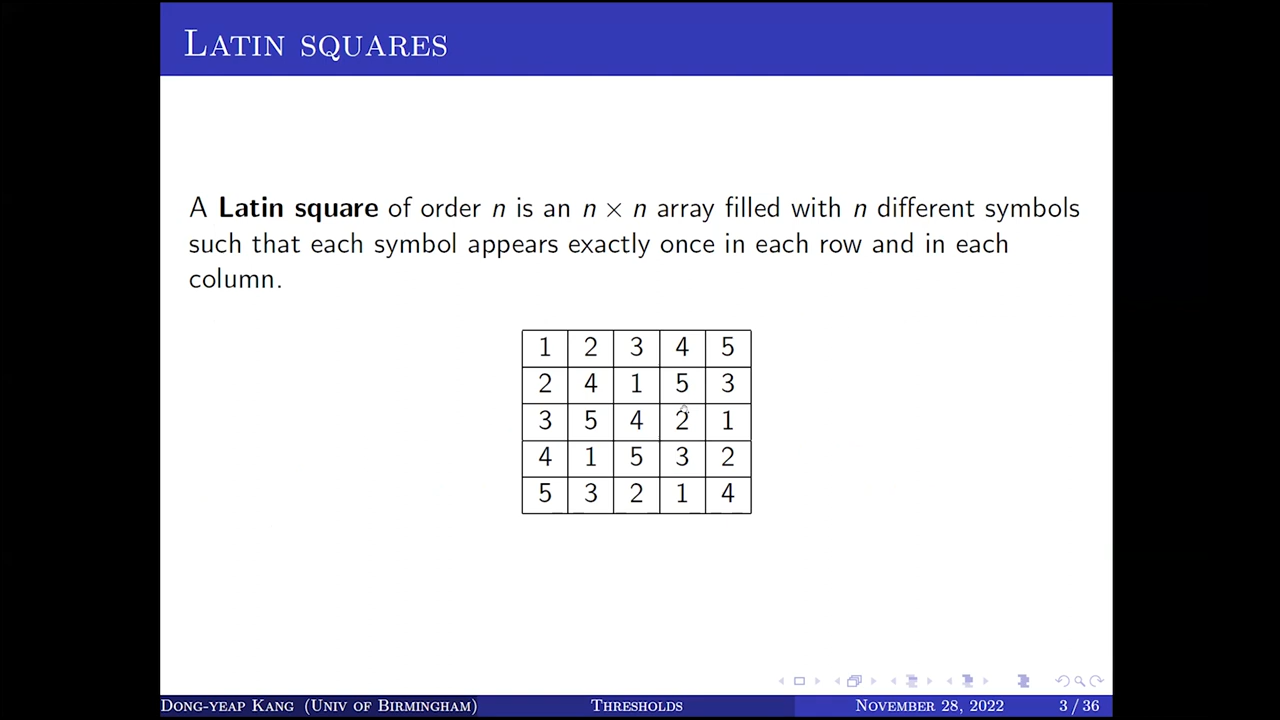 LATIN SQUARES
A Latin square of order n is an n × n array filled with n different symbols
such that each symbol appears exactly once in each row and in each
column.
1 2 3 4 5
2 4 1 5 3
3 5 4 2 1
4 1 5 3 2
5 3 2 1 4
DONG-YEAP KANG (UNIV OF BIRMINGHAM) THRESHOLDS NOVEMBER 28, 2022 3 / 36